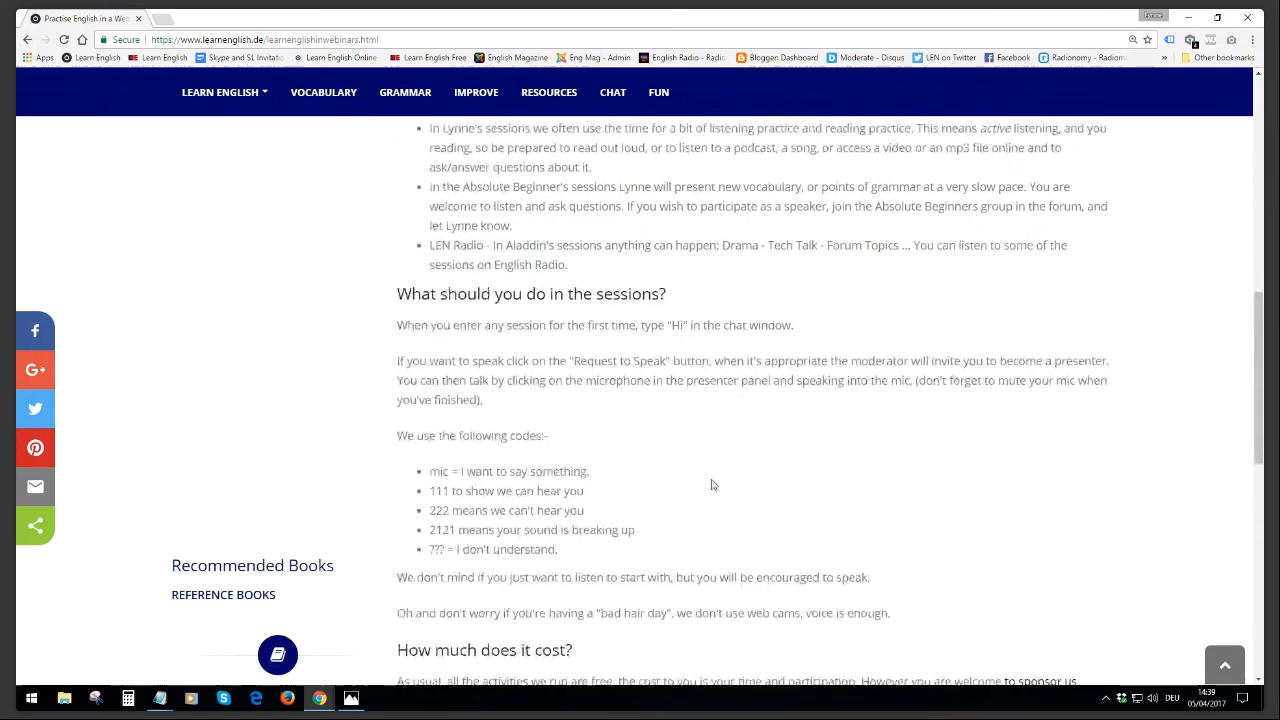 Practise English in a Web
Lynne
Secure https://www.learnenglish.de/learnenglishinwebinars.html
Apps Learn English Learn English Skype and SL Invitatio Learn English Online Learn English Free English Magazine Eng Mag - Admin English Radio - Radio Blogger: Dashboard Moderate - Disqus LEN on Twitter Facebook Radionomy - Radiom » Other bookmarks
LEARN ENGLISH VOCABULARY GRAMMAR IMPROVE RESOURCES CHAT FUN
In Lynne's sessions we often use the time for a bit of listening practice and reading practice. This means active listening, and you
reading, so be prepared to read out loud, or to listen to a podcast, a song, or access a video or an mp3 file online and to
ask/answer questions about it.
In the Absolute Beginner's sessions Lynne will present new vocabulary, or points of grammar at a very slow pace. You are
welcome to listen and ask questions. If you wish to participate as a speaker, join the Absolute Beginners group in the forum, and
let Lynne know.
LEN Radio - In Aladdin's sessions anything can happen: Drama - Tech Talk - Forum Topics ... You can listen to some of the
sessions on English Radio.
What should you do in the sessions?
When you enter any session for the first time, type "Hi" in the chat window.
If you want to speak click on the "Request to Speak" button, when it's appropriate the moderator will invite you to become a presenter.
You can then talk by clicking on the microphone in the presenter panel and speaking into the mic, (don't forget to mute your mic when
you've finished),
We use the following codes:-
mic = I want to say something.
111 to show we can hear you
222 means we can't hear you
2121 means your sound is breaking up
??? = I don't understand.
We don't mind if you just want to listen to start with, but you will be encouraged to speak.
Oh and don't worry if you're having a "bad hair day", we don't use web cams, voice is enough.
How much does it cost?
As usual, all the activities we run are free, the cost to you is your time and participation. However you are welcome to sponsor us
Recommended Books
REFERENCE BOOKS
DEU
14:39
05/04/2017